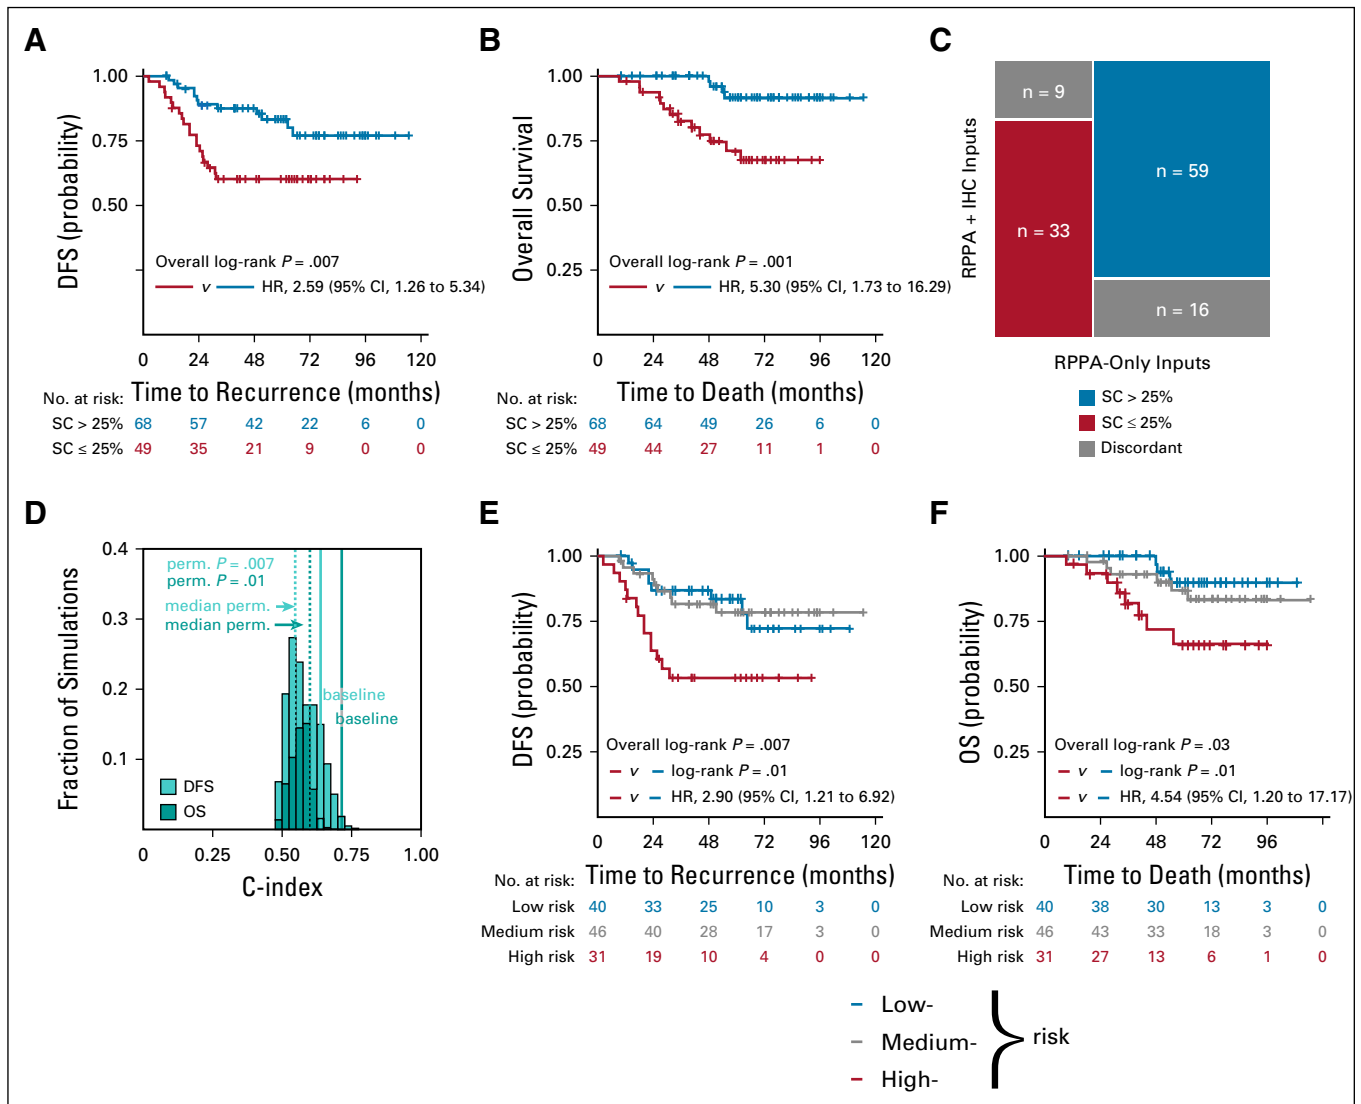 A
1.00
0.75
0.50
DFS (probability)
Overall log-rank P = .007
v
HR, 2.59 (95% CI, 1.26 to 5.34)
0 24 48 72 96 120
Time to Recurrence (months)
No. at risk:
SC > 25% 68 57 42 22 6 0
SC ≤ 25% 49 35 21 9 0 0
B
1.00
0.75
0.50
0.25
Overall Survival
Overall log-rank P = .001
v
HR, 5.30 (95% CI, 1.73 to 16.29)
0 24 48 72 96 120
Time to Death (months)
No. at risk:
SC > 25% 68 64 49 26 6 0
SC ≤ 25% 49 44 27 11 1 0
C
RPPA + IHC Inputs
n = 9
n = 59
n = 33
n = 16
RPPA-Only Inputs
SC > 25%
SC ≤ 25%
Discordant
D
0.4
0.3
0.2
0.1
Fraction of Simulations
perm. P = .007
perm. P = .01
median perm.
median perm.
baseline
baseline
DFS
OS
0 0.25 0.50 0.75 1.00
C-index
E
1.00
0.75
0.50
0.25
DFS (probability)
Overall log-rank P = .007
v log-rank P = .01
v HR, 2.90 (95% CI, 1.21 to 6.92)
0 24 48 72 96 120
Time to Recurrence (months)
No. at risk:
Low risk 40 33 25 10 3 0
Medium risk 46 40 28 17 3 0
High risk 31 19 10 4 0 0
F
1.00
0.75
0.50
0.25
OS (probability)
Overall log-rank P = .03
v log-rank P = .01
v HR, 4.54 (95% CI, 1.20 to 17.17)
0 24 48 72 96
Time to Death (months)
No. at risk:
Low risk 40 38 30 13 3 0
Medium risk 46 43 33 18 3 0
High risk 31 27 13 6 1 0
Low-
Medium-
High-
risk